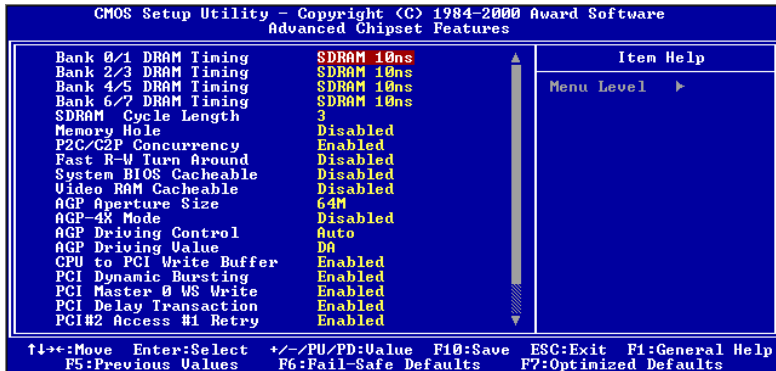 CMOS Setup Utility - Copyright (C) 1984-2000 Award Software
Advanced Chipset Features
Bank 0/1 DRAM Timing SDRAM 10ns
Bank 2/3 DRAM Timing SDRAM 10ns
Bank 4/5 DRAM Timing SDRAM 10ns
Bank 6/7 DRAM Timing SDRAM 10ns
SDRAM Cycle Length 3
Memory Hole Disabled
P2C/C2P Concurrency Enabled
Fast R-W Turn Around Disabled
System BIOS Cacheable Disabled
Video RAM Cacheable Disabled
AGP Aperture Size 64M
AGP-4X Mode Disabled
AGP Driving Control Auto
AGP Driving Value DA
CPU to PCI Write Buffer Enabled
PCI Dynamic Bursting Enabled
PCI Master 0 WS Write Enabled
PCI Delay Transaction Enabled
PCI#2 Access #1 Retry Enabled
Item Help
Menu Level ▶
↑↓→←:Move Enter:Select +/-/PU/PD:Value F10:Save ESC:Exit F1:General Help
F5:Previous Values F6:Fail-Safe Defaults F7:Optimized Defaults